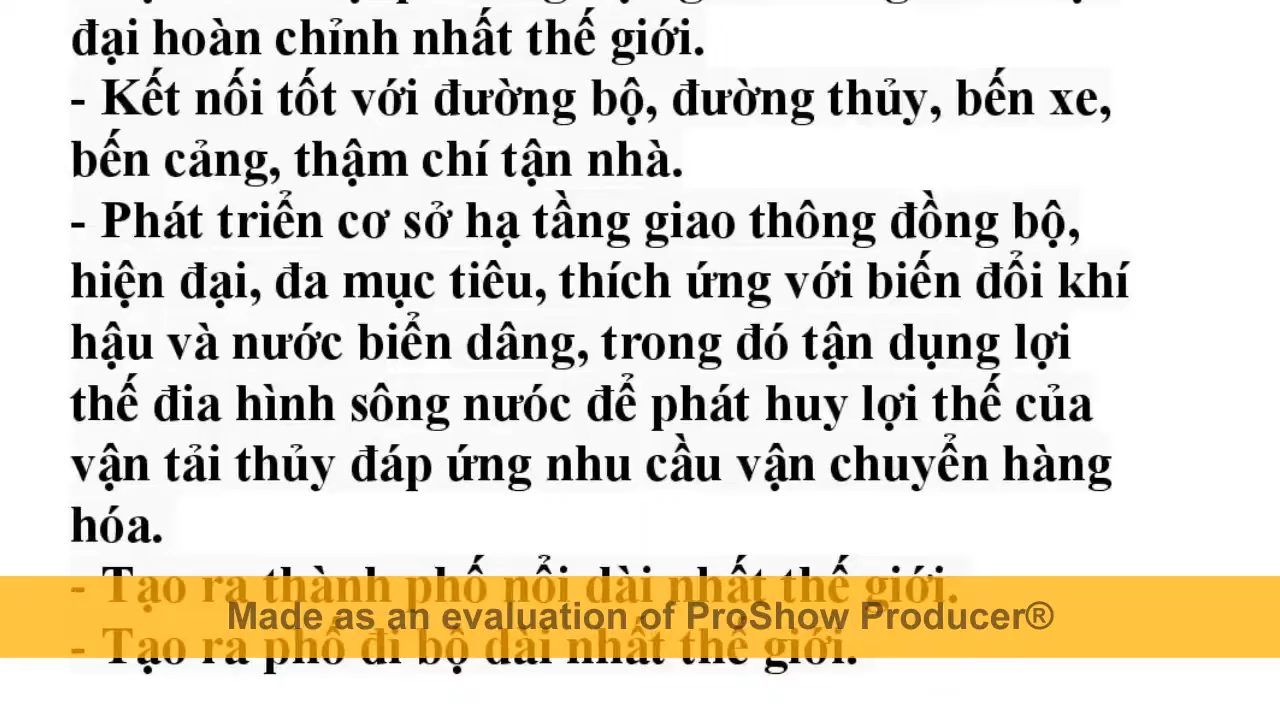 đại hoàn chỉnh nhất thế giới.
- Kết nối tốt với đường bộ, đường thủy, bến xe,
bến cảng, thậm chí tận nhà.
- Phát triển cơ sở hạ tầng giao thông đồng bộ,
hiện đại, đa mục tiêu, thích ứng với biến đổi khí
hậu và nước biển dâng, trong đó tận dụng lợi
thế đia hình sông nưóc để phát huy lợi thế của
vận tải thủy đáp ứng nhu cầu vận chuyển hàng
hóa.
- Tạo ra thành phố nổi dài nhất thế giới.
Made as an evaluation of ProShow Producer®
- Tạo ra phố đi bộ dài nhất thế giới.